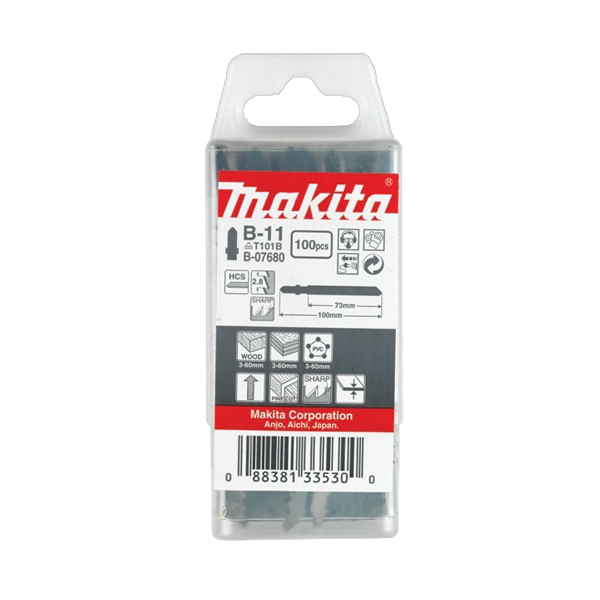 makita®
B-11
≙T101B
B-07680
100pcs
HCS
2.8
SHARP
73mm
100mm
WOOD
PVC
3-60mm 3-60mm 3-60mm
FINE CUT
SHARP
Makita Corporation
Anjo, Aichi, Japan.
0 88381 33530 0